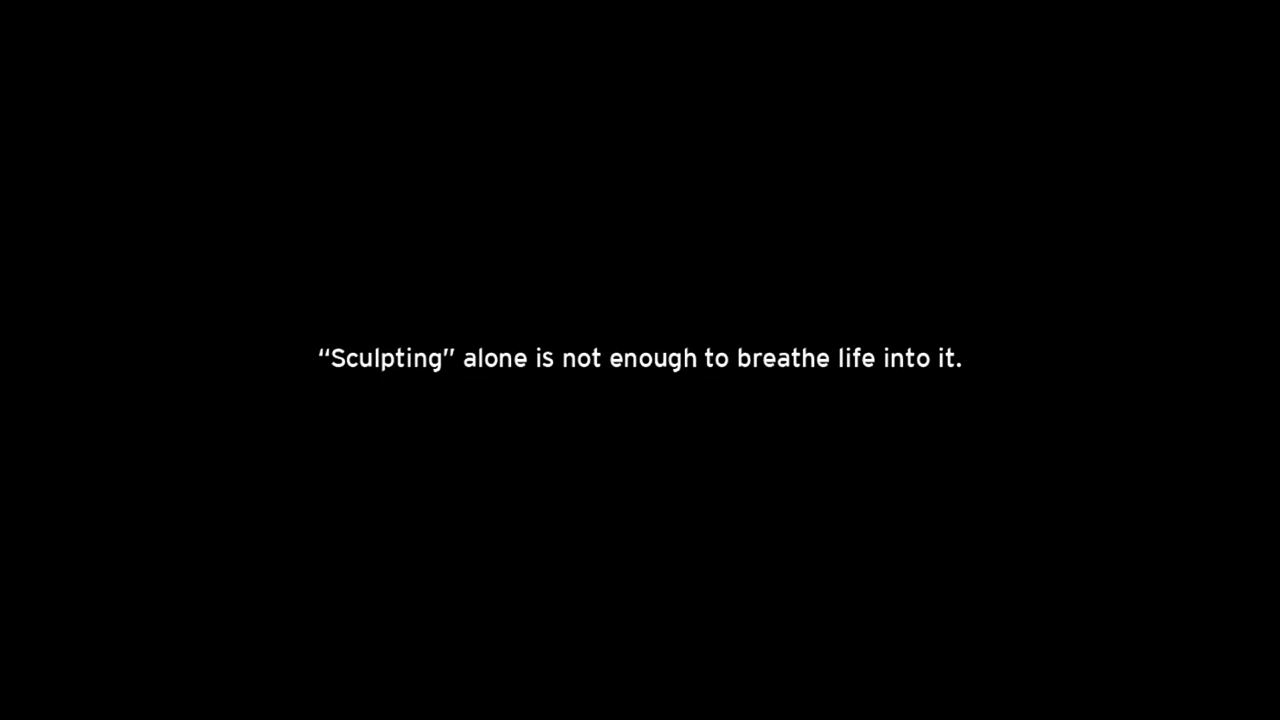 “Sculpting” alone is not enough to breathe life into it.